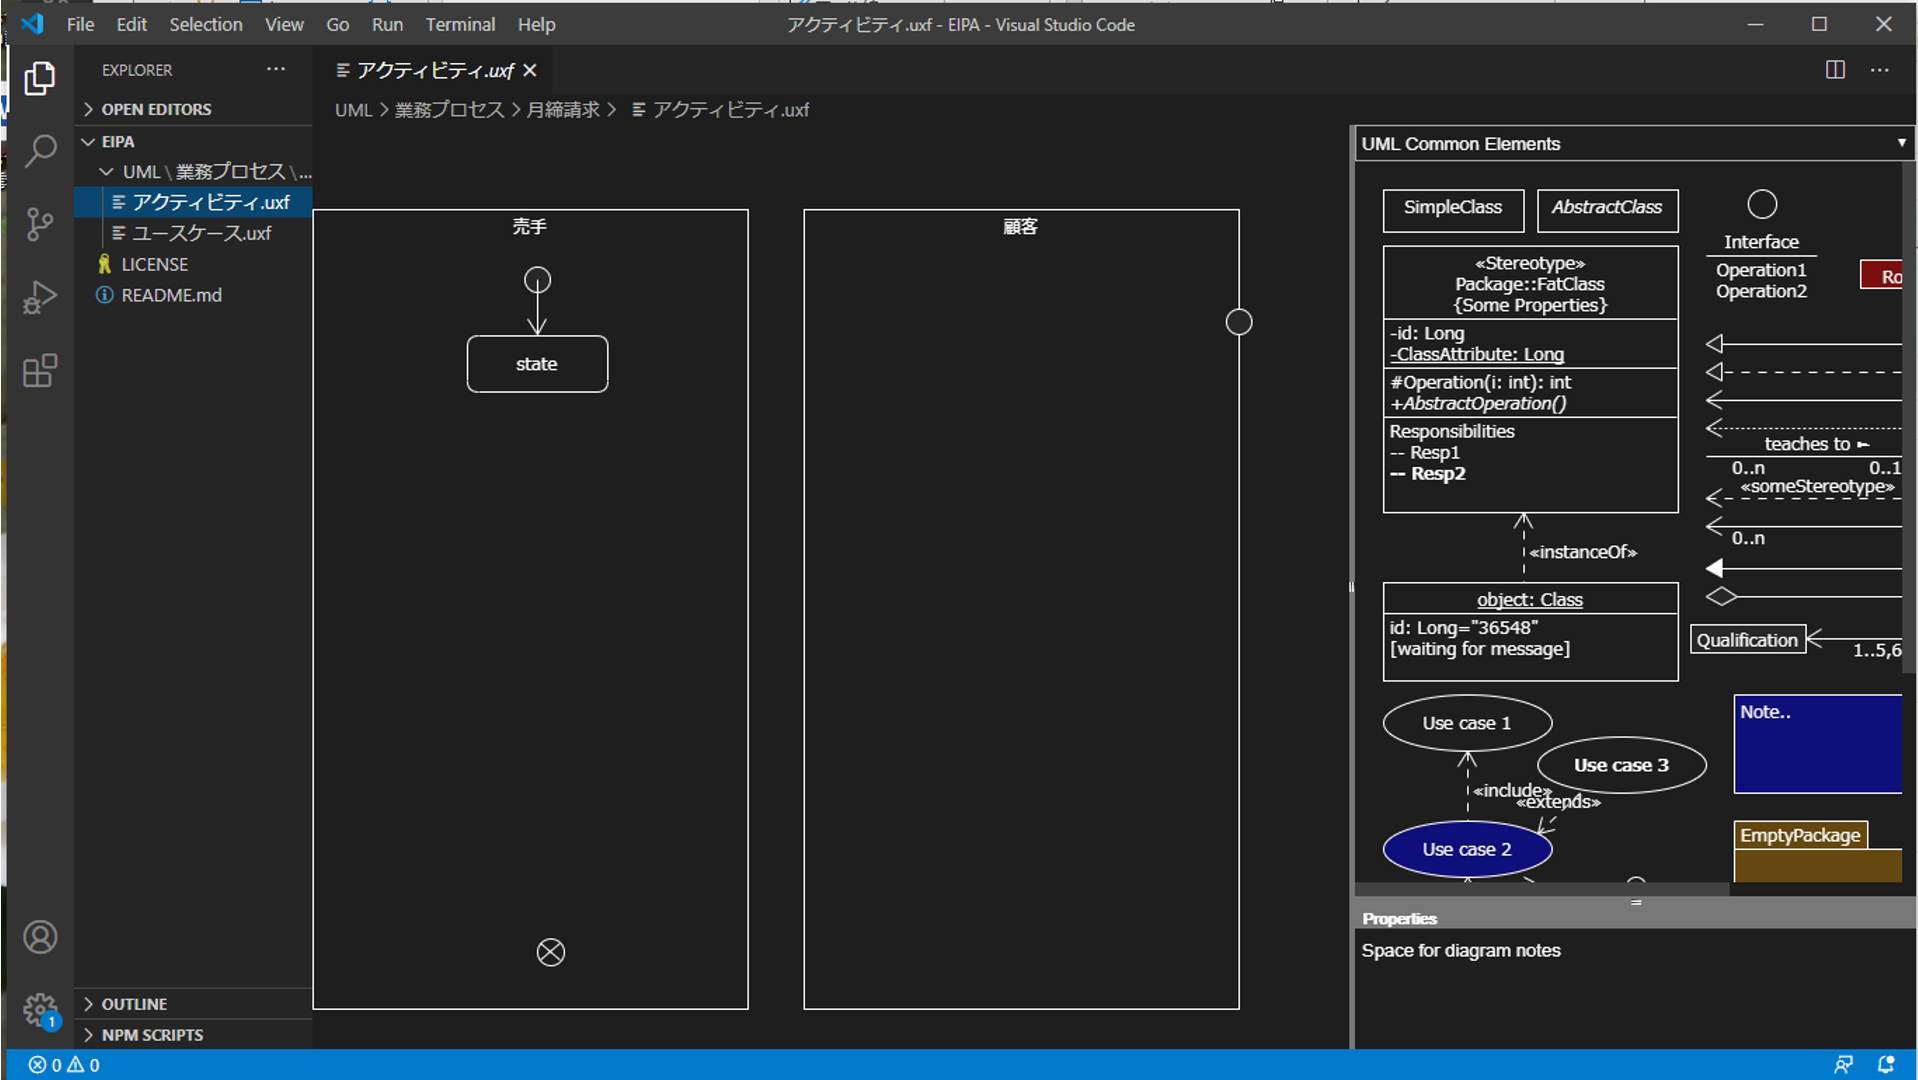 File Edit Selection View Go Run Terminal Help
アクティビティ.uxf - EIPA - Visual Studio Code
EXPLORER
アクティビティ.uxf
OPEN EDITORS
UML > 業務プロセス > 月締請求 > アクティビティ.uxf
EIPA
UML \ 業務プロセス \ ...
アクティビティ.uxf
ユースケース.uxf
LICENSE
README.md
OUTLINE
NPM SCRIPTS
売手
state
顧客
UML Common Elements
SimpleClass
AbstractClass
Interface
Operation1
Operation2
Ro
«Stereotype»
Package::FatClass
{Some Properties}
-id: Long
-ClassAttribute: Long
#Operation(i: int): int
+AbstractOperation()
Responsibilities
-- Resp1
-- Resp2
teaches to
0..n 0..1
«someStereotype»
0..n
«instanceOf»
object: Class
id: Long="36548"
[waiting for message]
Qualification
1..5,6
Use case 1
Use case 3
«include»
«extends»
Use case 2
Note..
EmptyPackage
Properties
Space for diagram notes
1
0 0